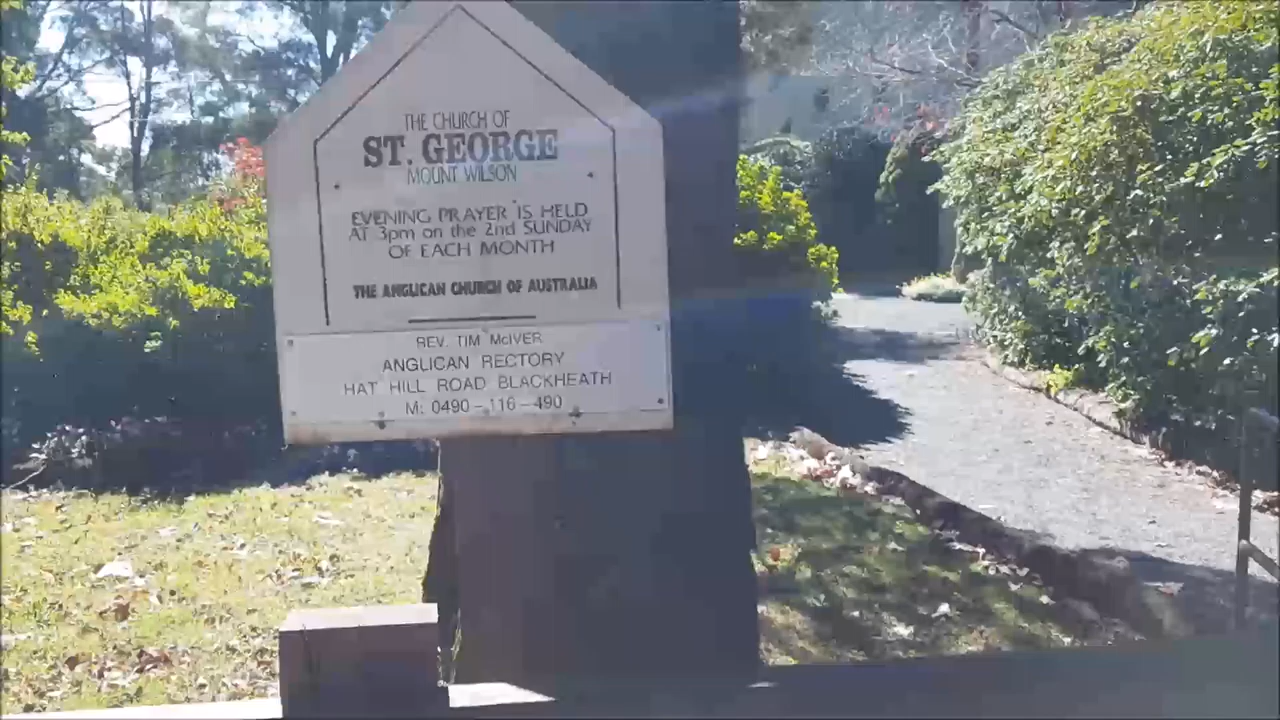 THE CHURCH OF
ST. GEORGE
MOUNT WILSON
EVENING PRAYER IS HELD
AT 3pm on the 2nd SUNDAY
OF EACH MONTH
THE ANGLICAN CHURCH OF AUSTRALIA
REV. TIM McIVER
ANGLICAN RECTORY
HAT HILL ROAD BLACKHEATH
M: 0490-116-490